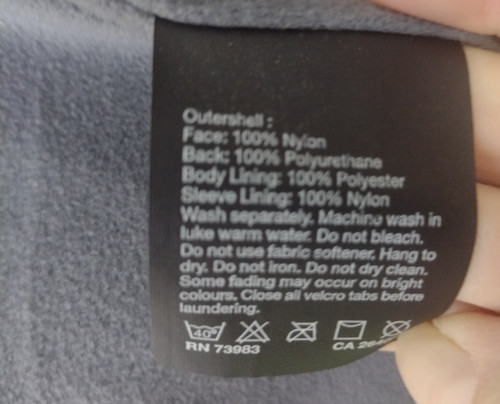 Outershell :
Face: 100% Nylon
Back: 100% Polyurethane
Body Lining: 100% Polyester
Sleeve Lining: 100% Nylon
Wash separately. Machine wash in
luke warm water. Do not bleach.
Do not use fabric softener. Hang to
dry. Do not iron. Do not dry clean.
Some fading may occur on bright
colours. Close all velcro tabs before
laundering.
40°
RN 73983 CA